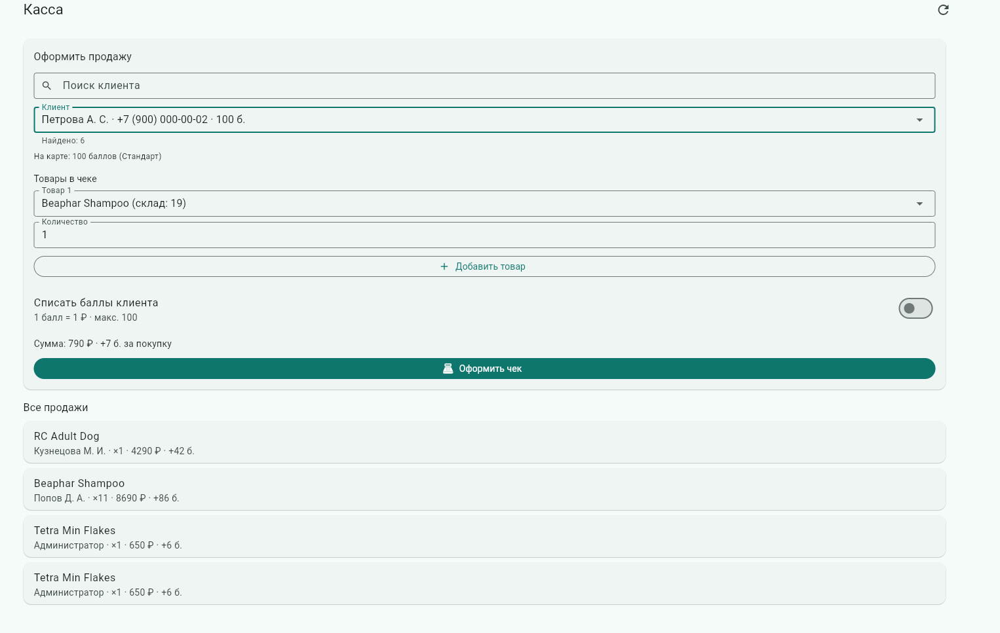 Касса
Оформить продажу
Поиск клиента
Клиент
Петрова А. С. · +7 (900) 000-00-02 · 100 б.
Найдено: 6
На карте: 100 баллов (Стандарт)
Товары в чеке
Товар 1
Beaphar Shampoo (склад: 19)
Количество
1
Добавить товар
Списать баллы клиента
1 балл = 1 ₽ · макс. 100
Сумма: 790 ₽ · +7 б. за покупку
Оформить чек
Все продажи
RC Adult Dog
Кузнецова М. И. · ×1 · 4290 ₽ · +42 б.
Beaphar Shampoo
Попов Д. А. · ×11 · 8690 ₽ · +86 б.
Tetra Min Flakes
Администратор · ×1 · 650 ₽ · +6 б.
Tetra Min Flakes
Администратор · ×1 · 650 ₽ · +6 б.